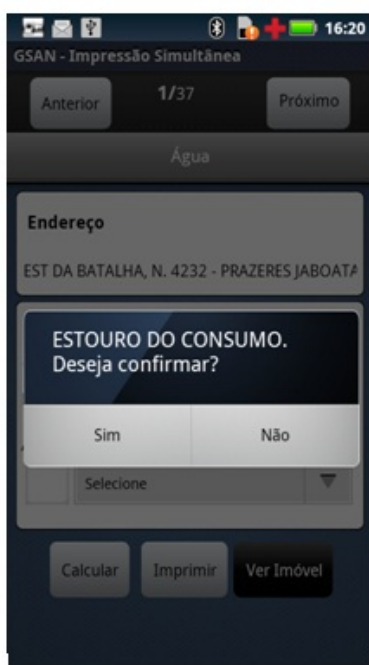 16:20
GSAN - Impressão Simultânea
Anterior
1/37
Próximo
Água
Endereço
EST DA BATALHA, N. 4232 - PRAZERES JABOATA
ESTOURO DO CONSUMO.
Deseja confirmar?
Sim
Não
Selecione
Calcular
Imprimir
Ver Imóvel